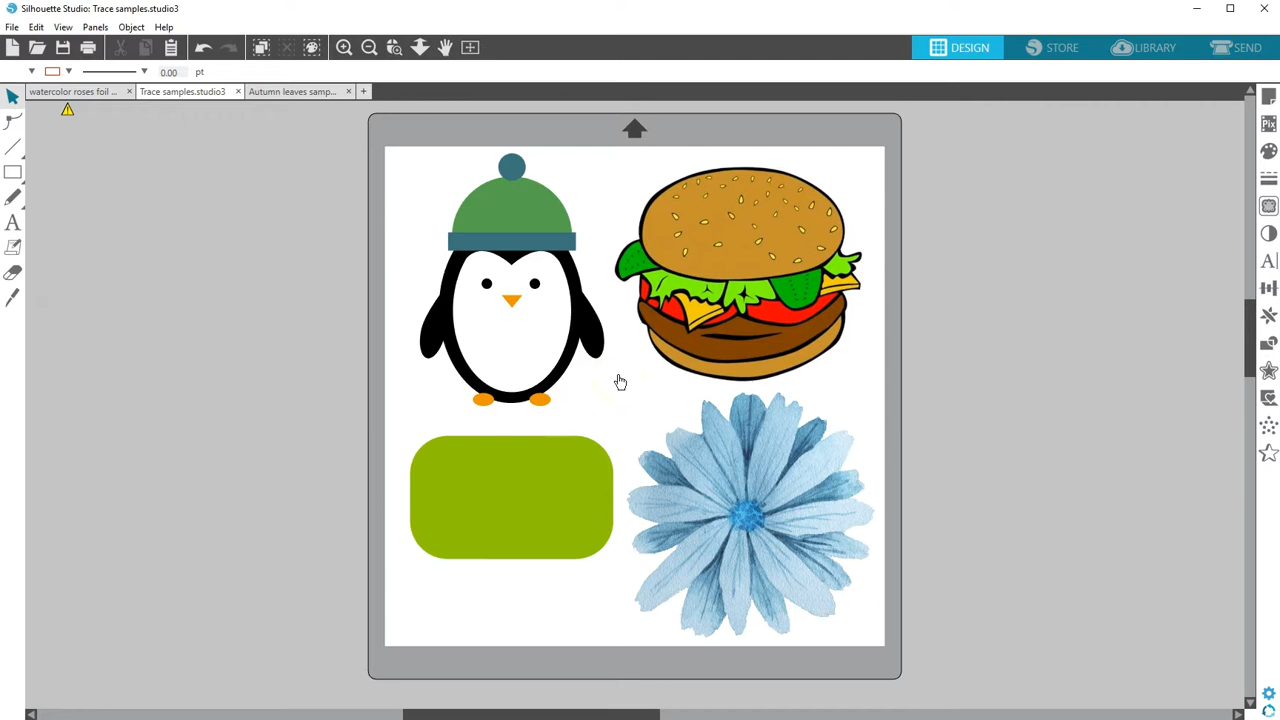 Silhouette Studio: Trace samples.studio3
File Edit View Panels Object Help
DESIGN STORE LIBRARY SEND
0.00 pt
watercolor roses foil ... Trace samples.studio3 Autumn leaves samp...